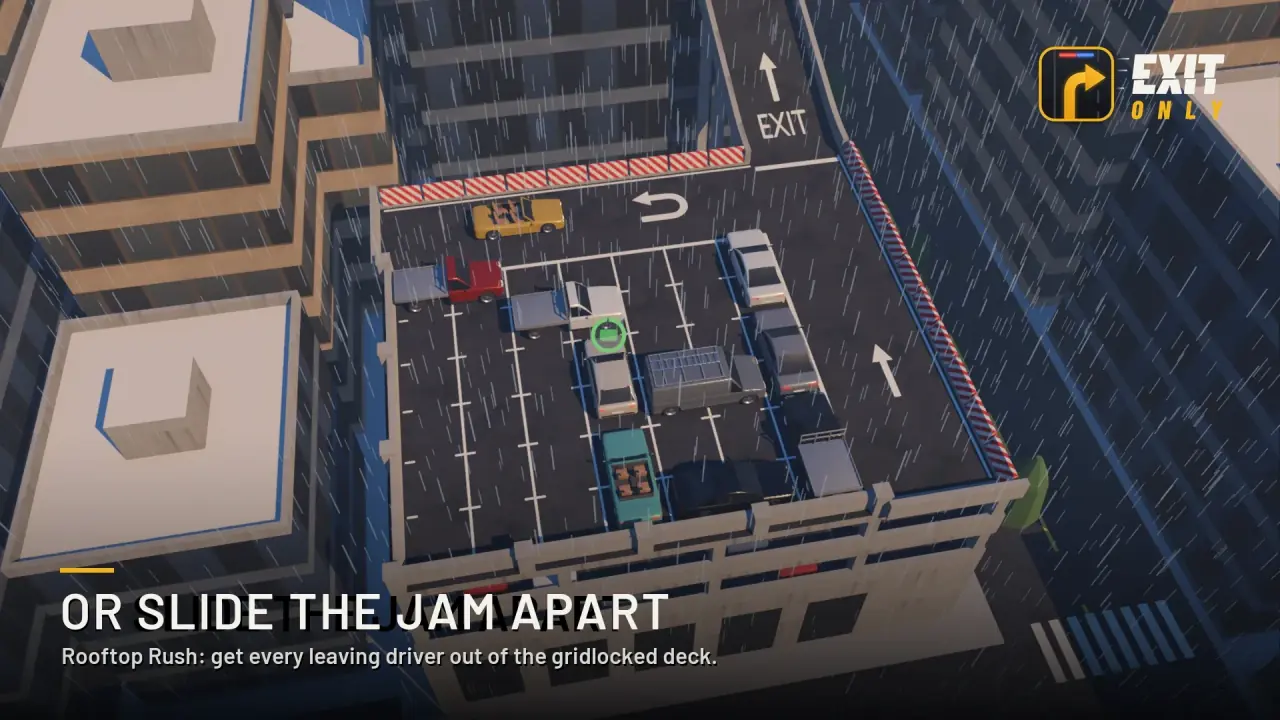 EXIT
EXIT
ONLY
OR SLIDE THE JAM APART
Rooftop Rush: get every leaving driver out of the gridlocked deck.